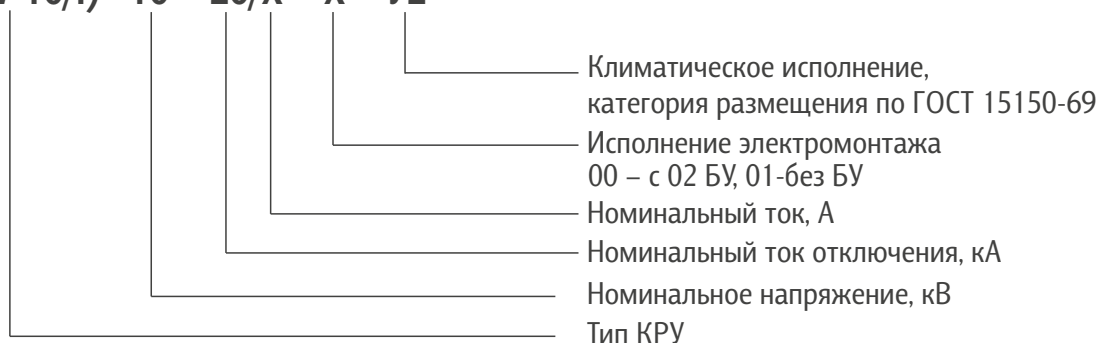 Климатическое исполнение,
категория размещения по ГОСТ 15150-69
Исполнение электромонтажа
00 – с 02 БУ, 01-без БУ
Номинальный ток, А
Номинальный ток отключения, кА
Номинальное напряжение, кВ
Тип КРУ